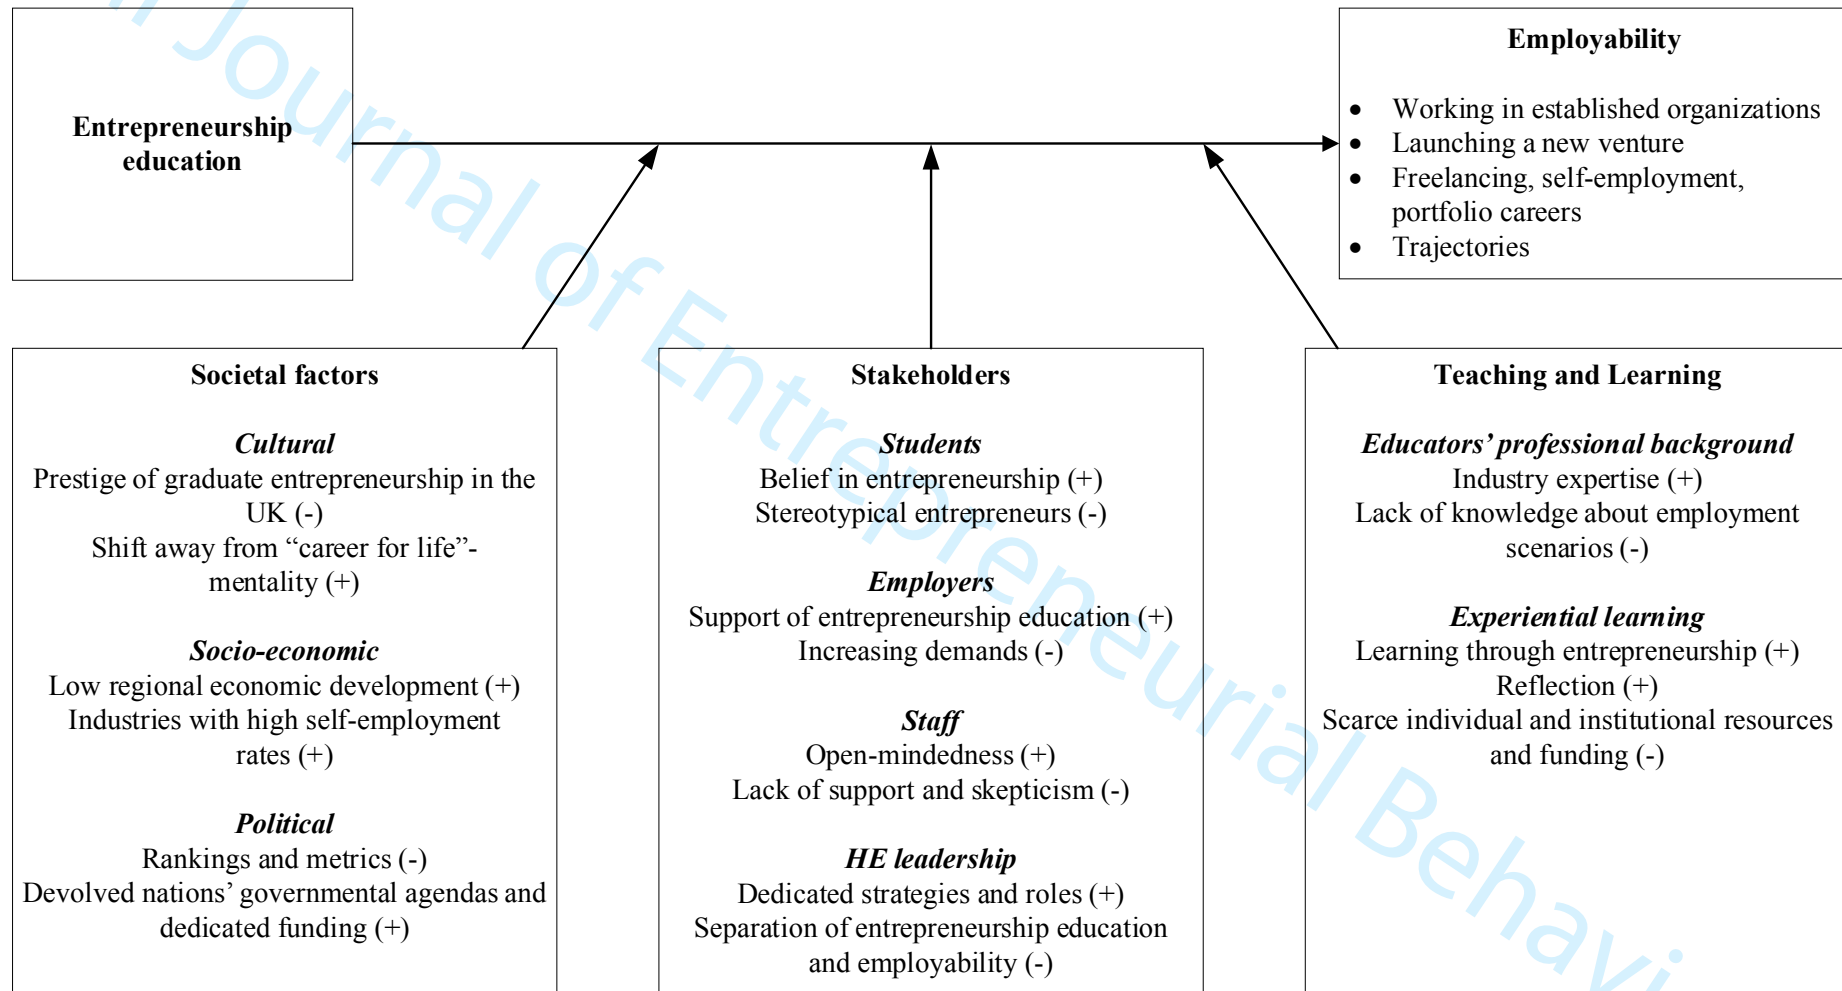 Entrepreneurship
education
Employability
• Working in established organizations
• Launching a new venture
• Freelancing, self-employment,
portfolio careers
• Trajectories
Societal factors
Cultural
Prestige of graduate entrepreneurship in the
UK (-)
Shift away from “career for life”-
mentality (+)
Socio-economic
Low regional economic development (+)
Industries with high self-employment
rates (+)
Political
Rankings and metrics (-)
Devolved nations’ governmental agendas and
dedicated funding (+)
Stakeholders
Students
Belief in entrepreneurship (+)
Stereotypical entrepreneurs (-)
Employers
Support of entrepreneurship education (+)
Increasing demands (-)
Staff
Open-mindedness (+)
Lack of support and skepticism (-)
HE leadership
Dedicated strategies and roles (+)
Separation of entrepreneurship education
and employability (-)
Teaching and Learning
Educators’ professional background
Industry expertise (+)
Lack of knowledge about employment
scenarios (-)
Experiential learning
Learning through entrepreneurship (+)
Reflection (+)
Scarce individual and institutional resources
and funding (-)
Journal of Entrepreneurial Behavi